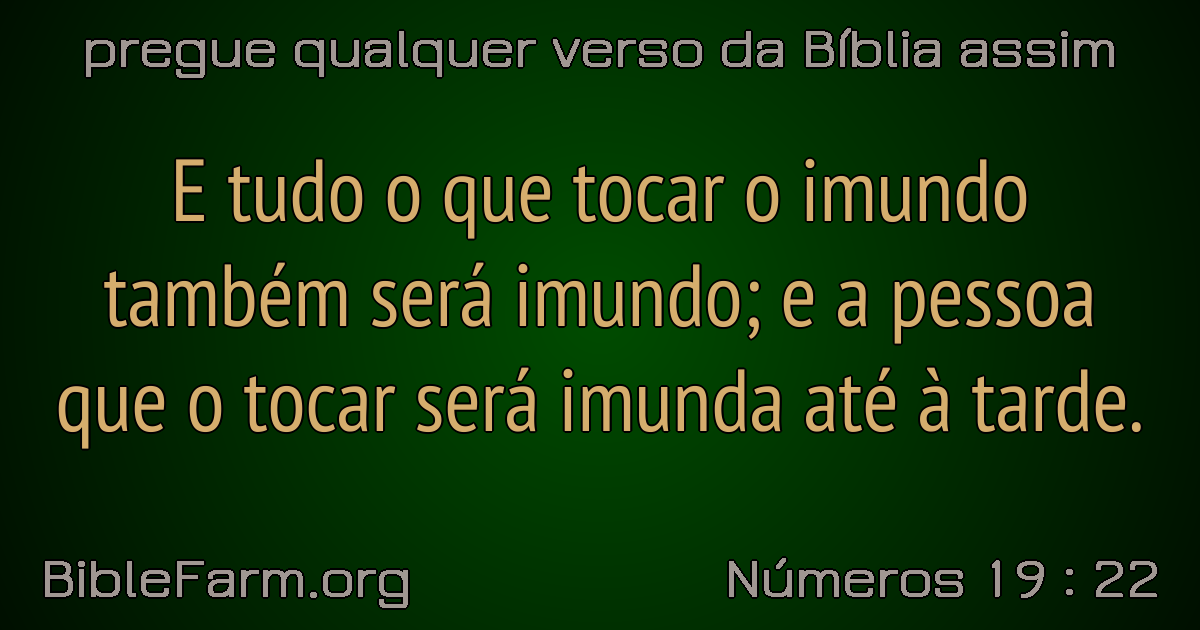 pregue qualquer verso da Bíblia assim
E tudo o que tocar o imundo
também será imundo; e a pessoa
que o tocar será imunda até à tarde.
BibleFarm.org
Números 19 : 22